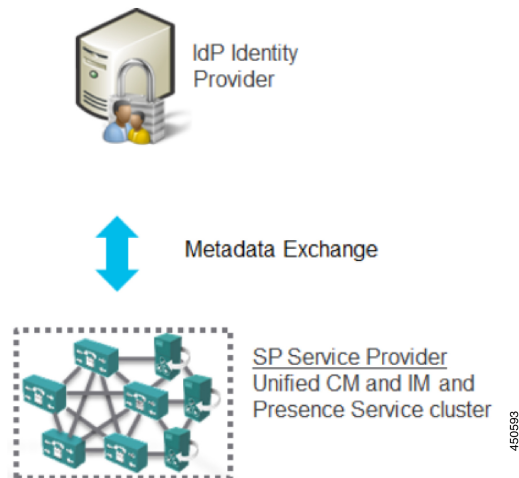 IdP Identity
Provider
Metadata Exchange
SP Service Provider
Unified CM and IM and
Presence Service cluster
450593